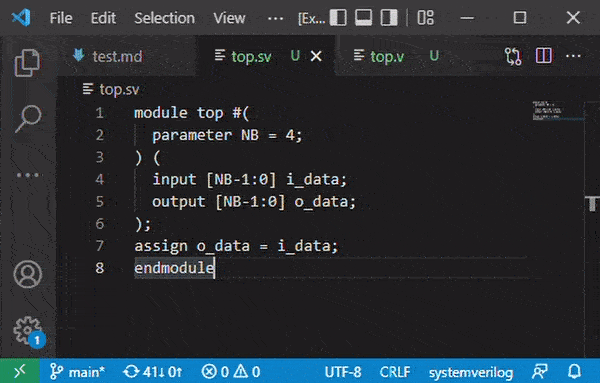 File Edit Selection View ··· [Ex...
test.md top.sv U top.v U ···
top.sv
1 module top #(
2 parameter NB = 4;
3 ) (
4 input [NB-1:0] i_data;
5 output [NB-1:0] o_data;
6 );
7 assign o_data = i_data;
8 endmodule
1
main* 41↓ 0↑ 0 0 UTF-8 CRLF systemverilog